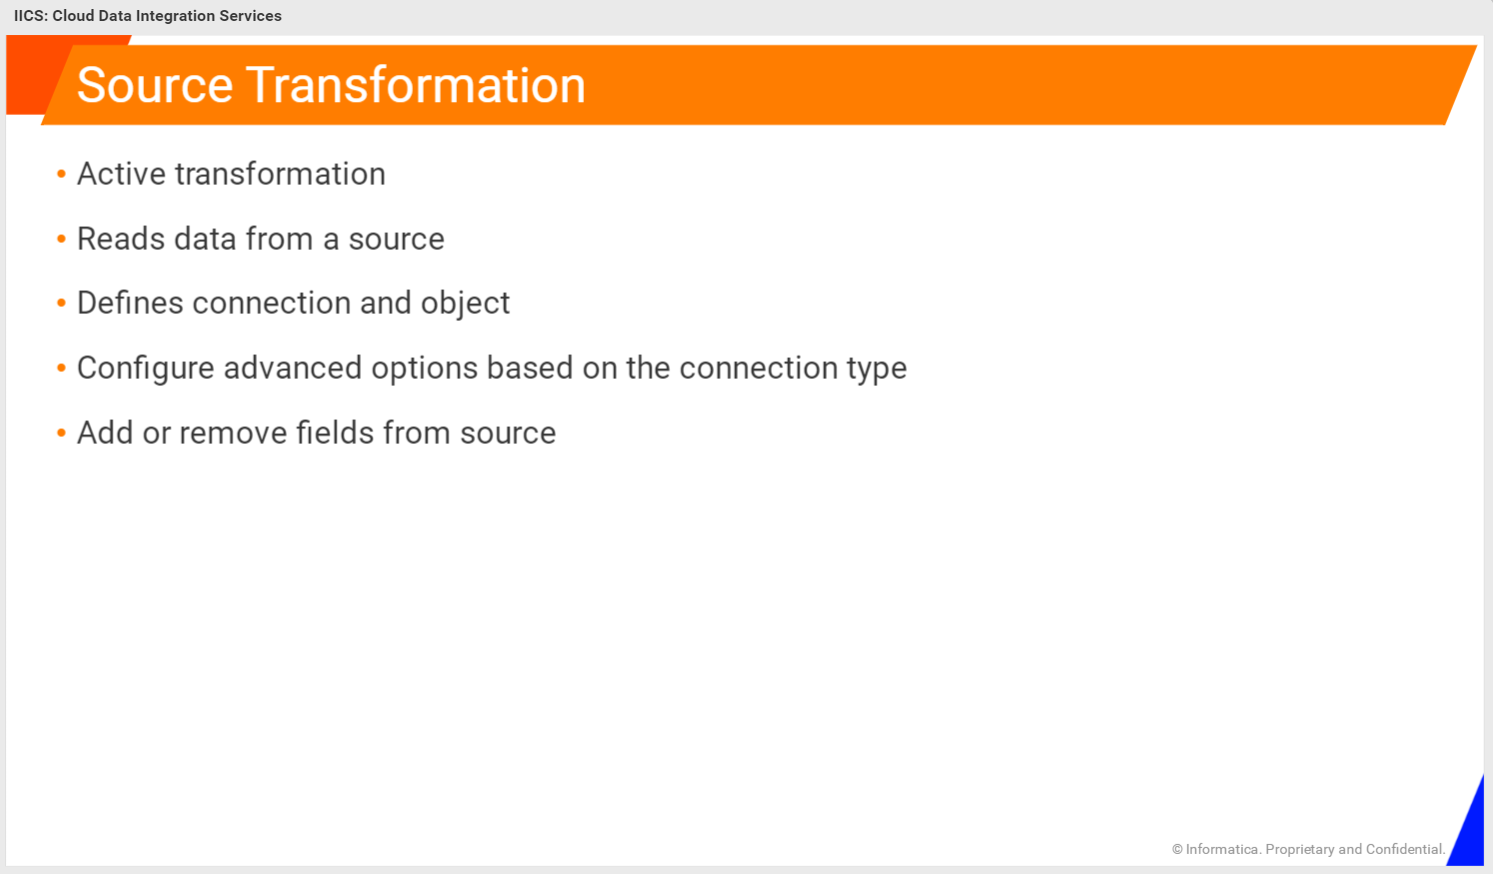 IICS: Cloud Data Integration Services
Source Transformation
• Active transformation
• Reads data from a source
• Defines connection and object
• Configure advanced options based on the connection type
• Add or remove fields from source
© Informatica. Proprietary and Confidential.